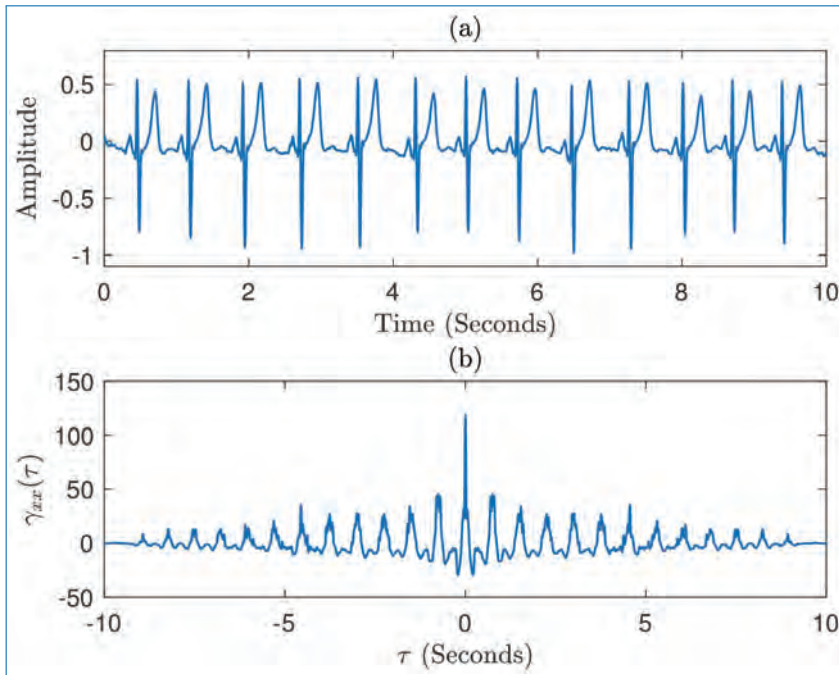 (a)
0.5
0
-0.5
-1
Amplitude
0 2 4 6 8 10
Time (Seconds)
(b)
150
100
50
0
-50
γxx(τ)
-10 -5 0 5 10
τ (Seconds)